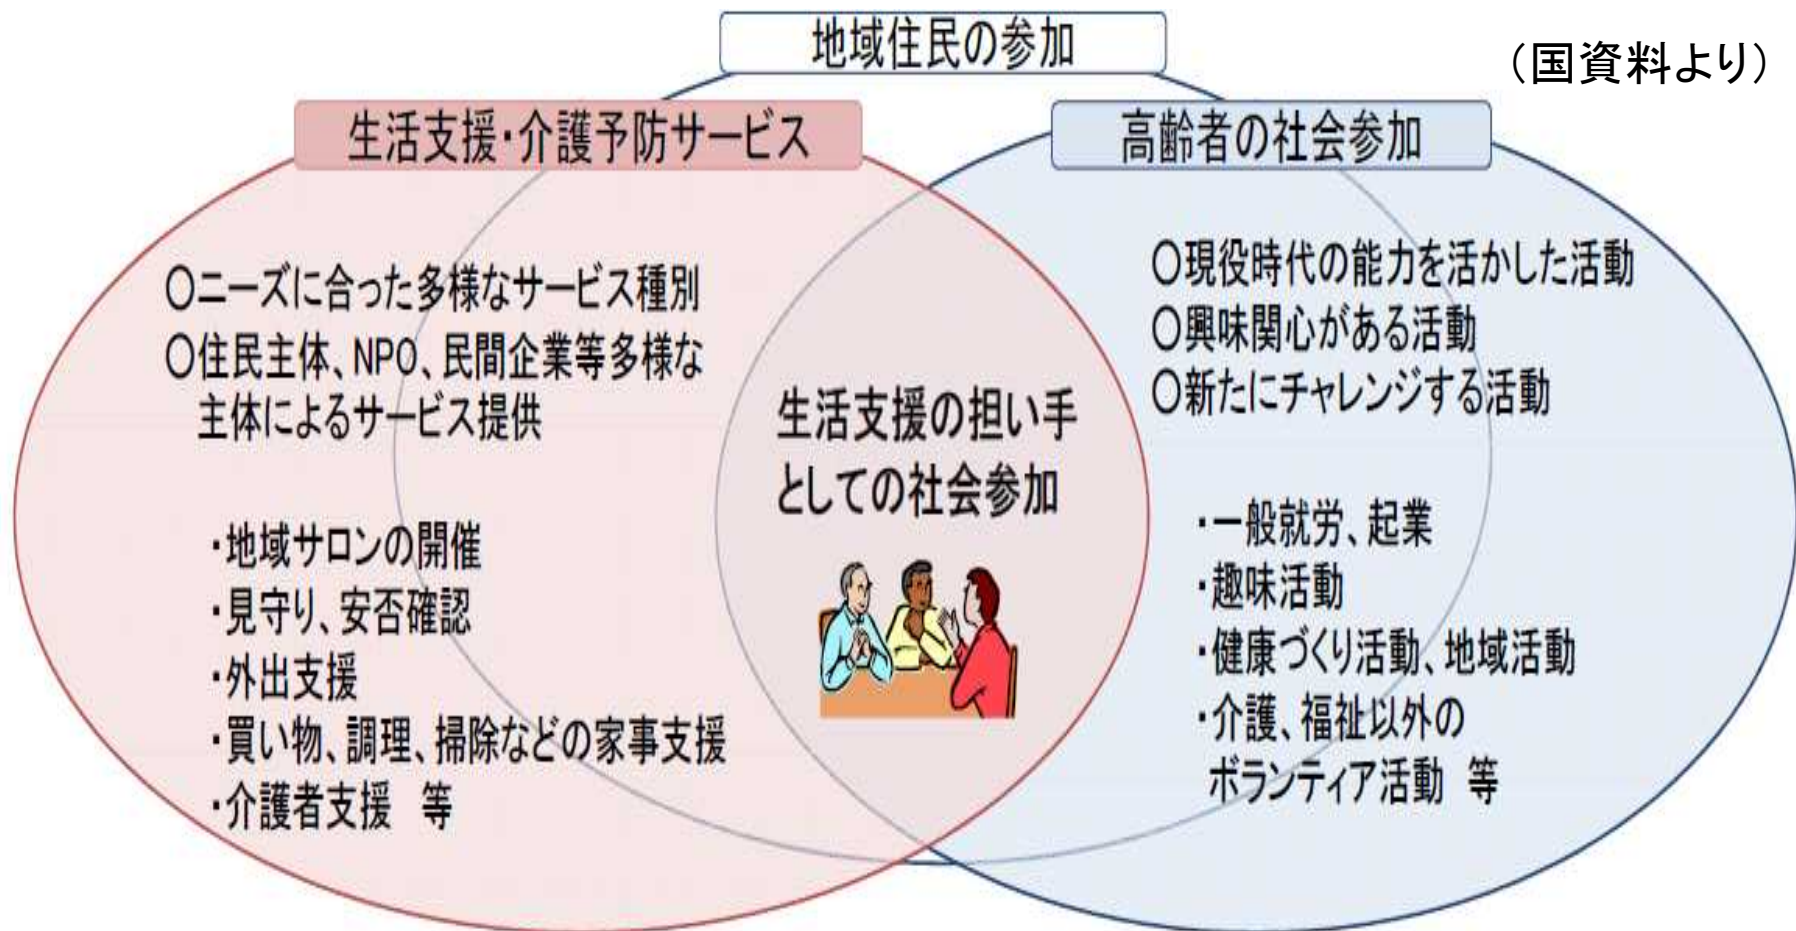 地域住民の参加
（国資料より）
生活支援・介護予防サービス
高齢者の社会参加
〇ニーズに合った多様なサービス種別
〇住民主体、NPO、民間企業等多様な
主体によるサービス提供
・地域サロンの開催
・見守り、安否確認
・外出支援
・買い物、調理、掃除などの家事支援
・介護者支援　等
生活支援の担い手
としての社会参加
〇現役時代の能力を活かした活動
〇興味関心がある活動
〇新たにチャレンジする活動
・一般就労、起業
・趣味活動
・健康づくり活動、地域活動
・介護、福祉以外の
ボランティア活動　等